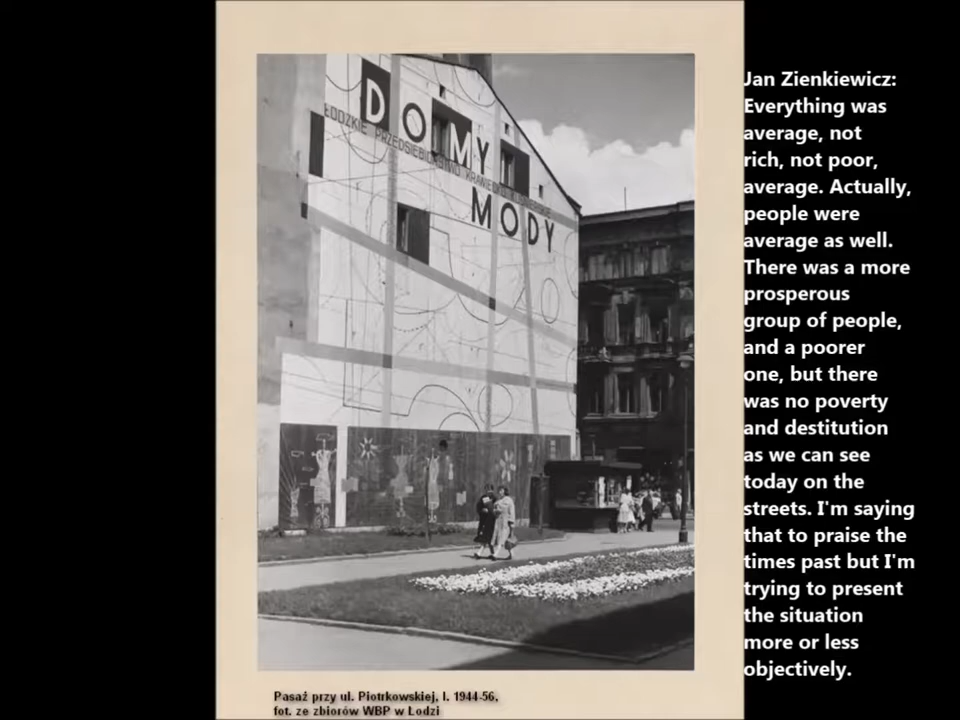 DOMY
ŁÓDZKIE PRZEDSIĘBIORSTWO KRAWIECKO
MODY
Jan Zienkiewicz:
Everything was
average, not
rich, not poor,
average. Actually,
people were
average as well.
There was a more
prosperous
group of people,
and a poorer
one, but there
was no poverty
and destitution
as we can see
today on the
streets. I'm saying
that to praise the
times past but I'm
trying to present
the situation
more or less
objectively.
Pasaż przy ul. Piotrkowskiej, l. 1944-56,
fot. ze zbiorów WBP w Łodzi